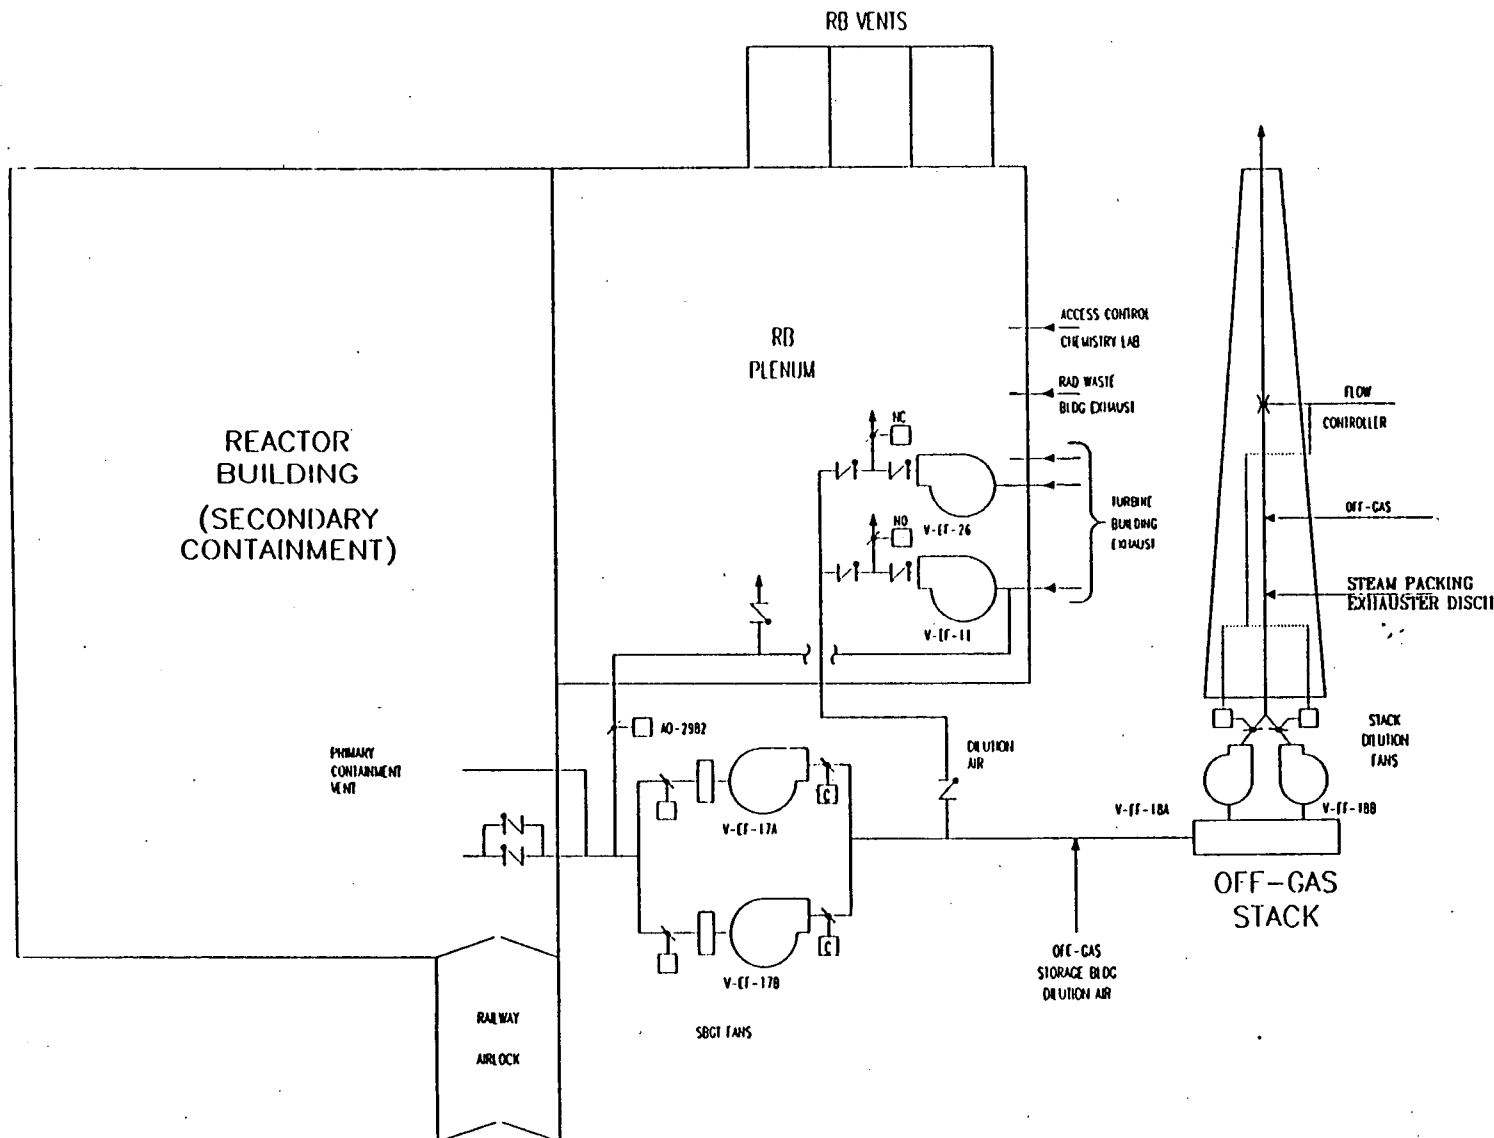 RB VENTS
RB
PLENUM
REACTOR
BUILDING
(SECONDARY
CONTAINMENT)
ACCESS CONTROL
CHEMISTRY LAB
RAD WASTE
BLDG EXHAUST
NC
V-EF-26
NO
V-EF-11
TURBINE
BUILDING
EXHAUST
FLOW
CONTROLLER
OFF-GAS
STEAM PACKING
EXHAUSTER DISCH
AO-2982
PRIMARY
CONTAINMENT
VENT
C
V-EF-17A
DILUTION
AIR
STACK
DILUTION
FANS
V-EF-18A
V-EF-18B
OFF-GAS
STACK
C
V-EF-17B
SBGT FANS
OFF-GAS
STORAGE BLDG
DILUTION AIR
RAILWAY
AIRLOCK